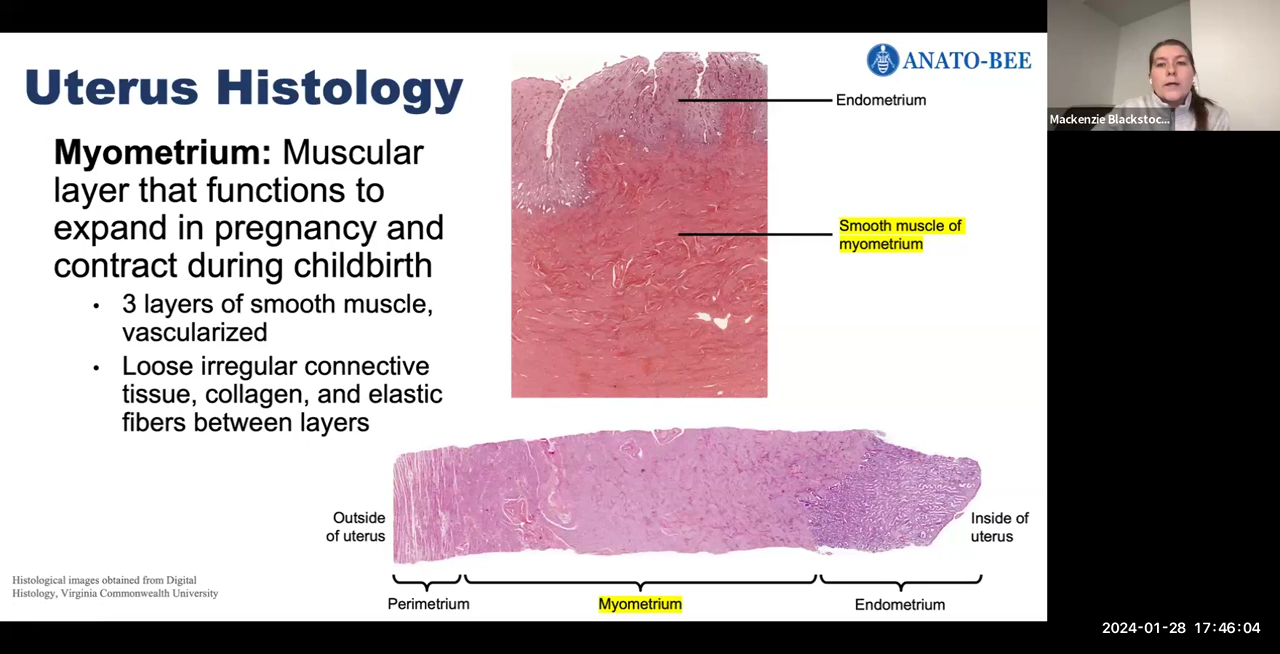 Uterus Histology
Myometrium: Muscular
layer that functions to
expand in pregnancy and
contract during childbirth
• 3 layers of smooth muscle,
vascularized
• Loose irregular connective
tissue, collagen, and elastic
fibers between layers
ANATO-BEE
Endometrium
Smooth muscle of
myometrium
Outside
of uterus
Inside of
uterus
Perimetrium
Myometrium
Endometrium
Histological images obtained from Digital
Histology, Virginia Commonwealth University
Mackenzie Blackstoc...
2024-01-28 17:46:04